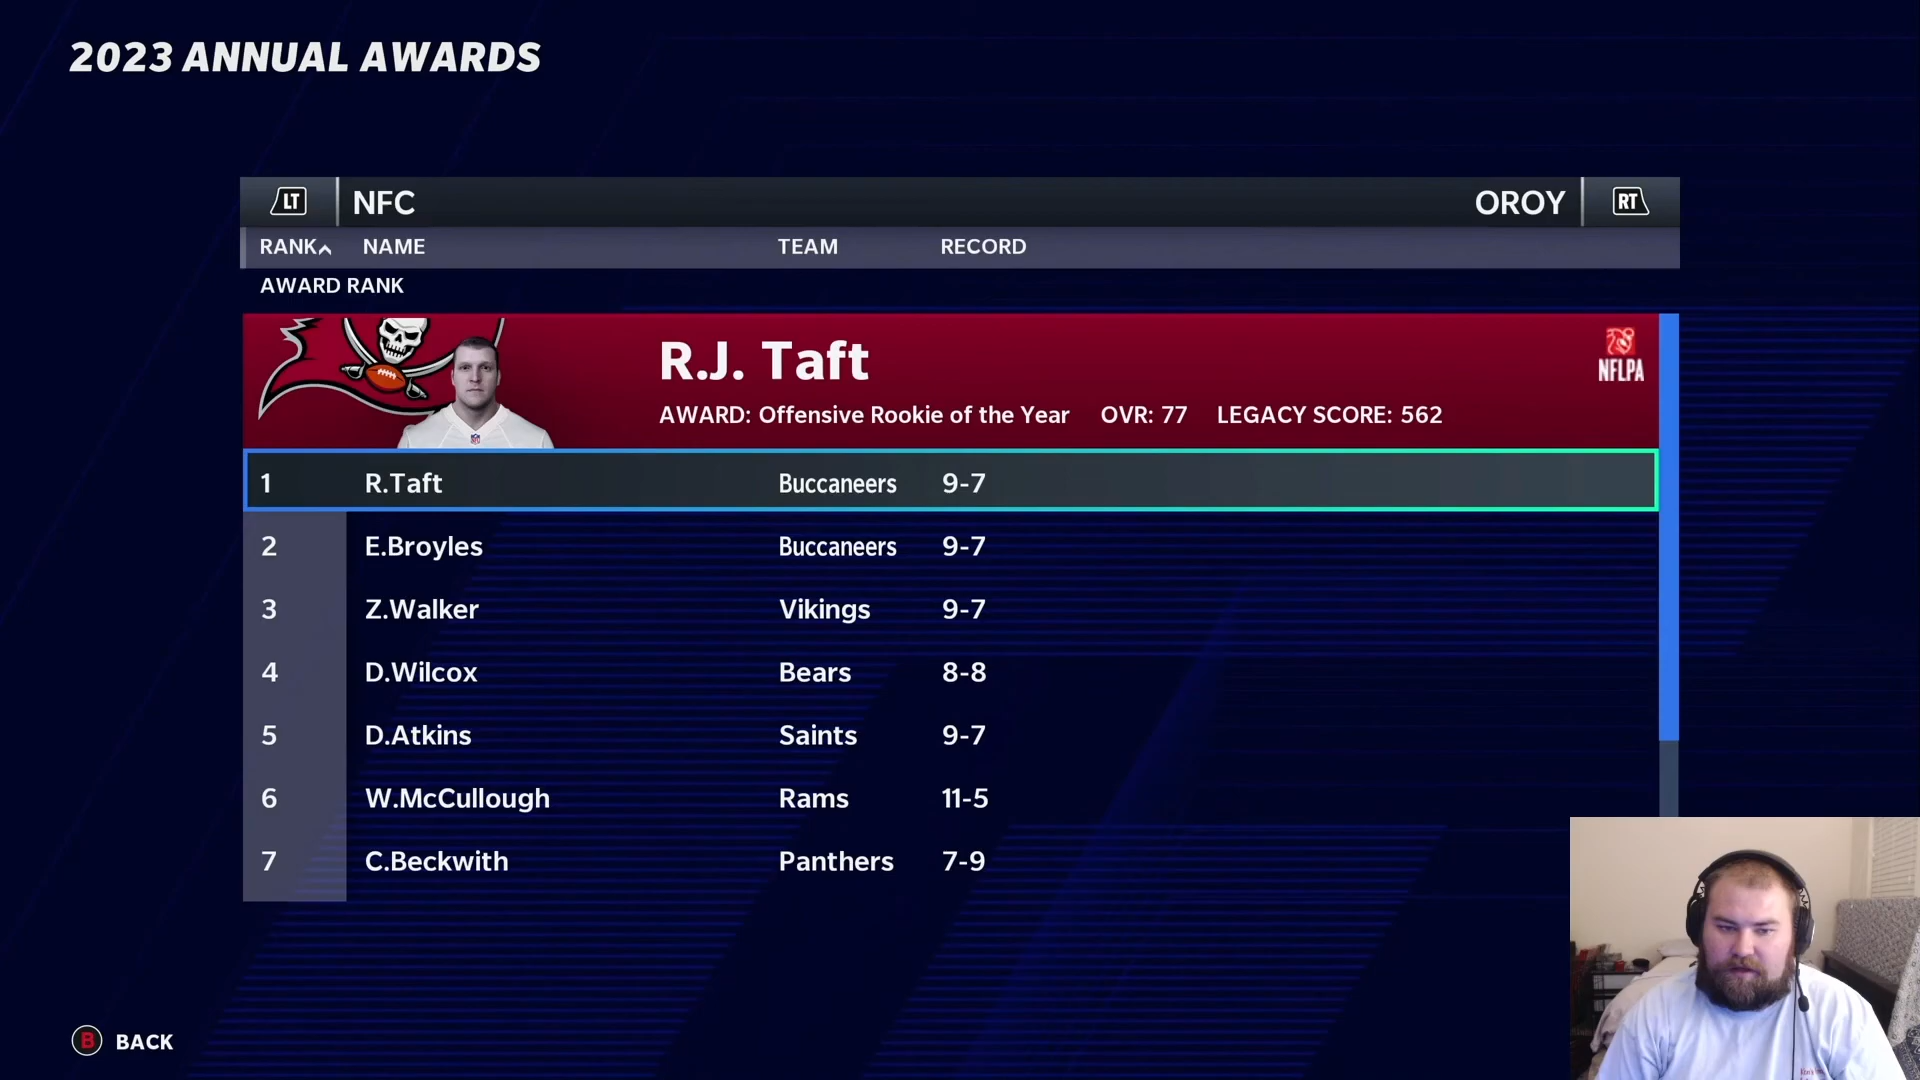 2023 ANNUAL AWARDS
LT NFC OROY RT
RANK NAME TEAM RECORD
AWARD RANK
R.J. Taft
NFLPA
AWARD: Offensive Rookie of the Year OVR: 77 LEGACY SCORE: 562
1 R.Taft Buccaneers 9-7
2 E.Broyles Buccaneers 9-7
3 Z.Walker Vikings 9-7
4 D.Wilcox Bears 8-8
5 D.Atkins Saints 9-7
6 W.McCullough Rams 11-5
7 C.Beckwith Panthers 7-9
B BACK